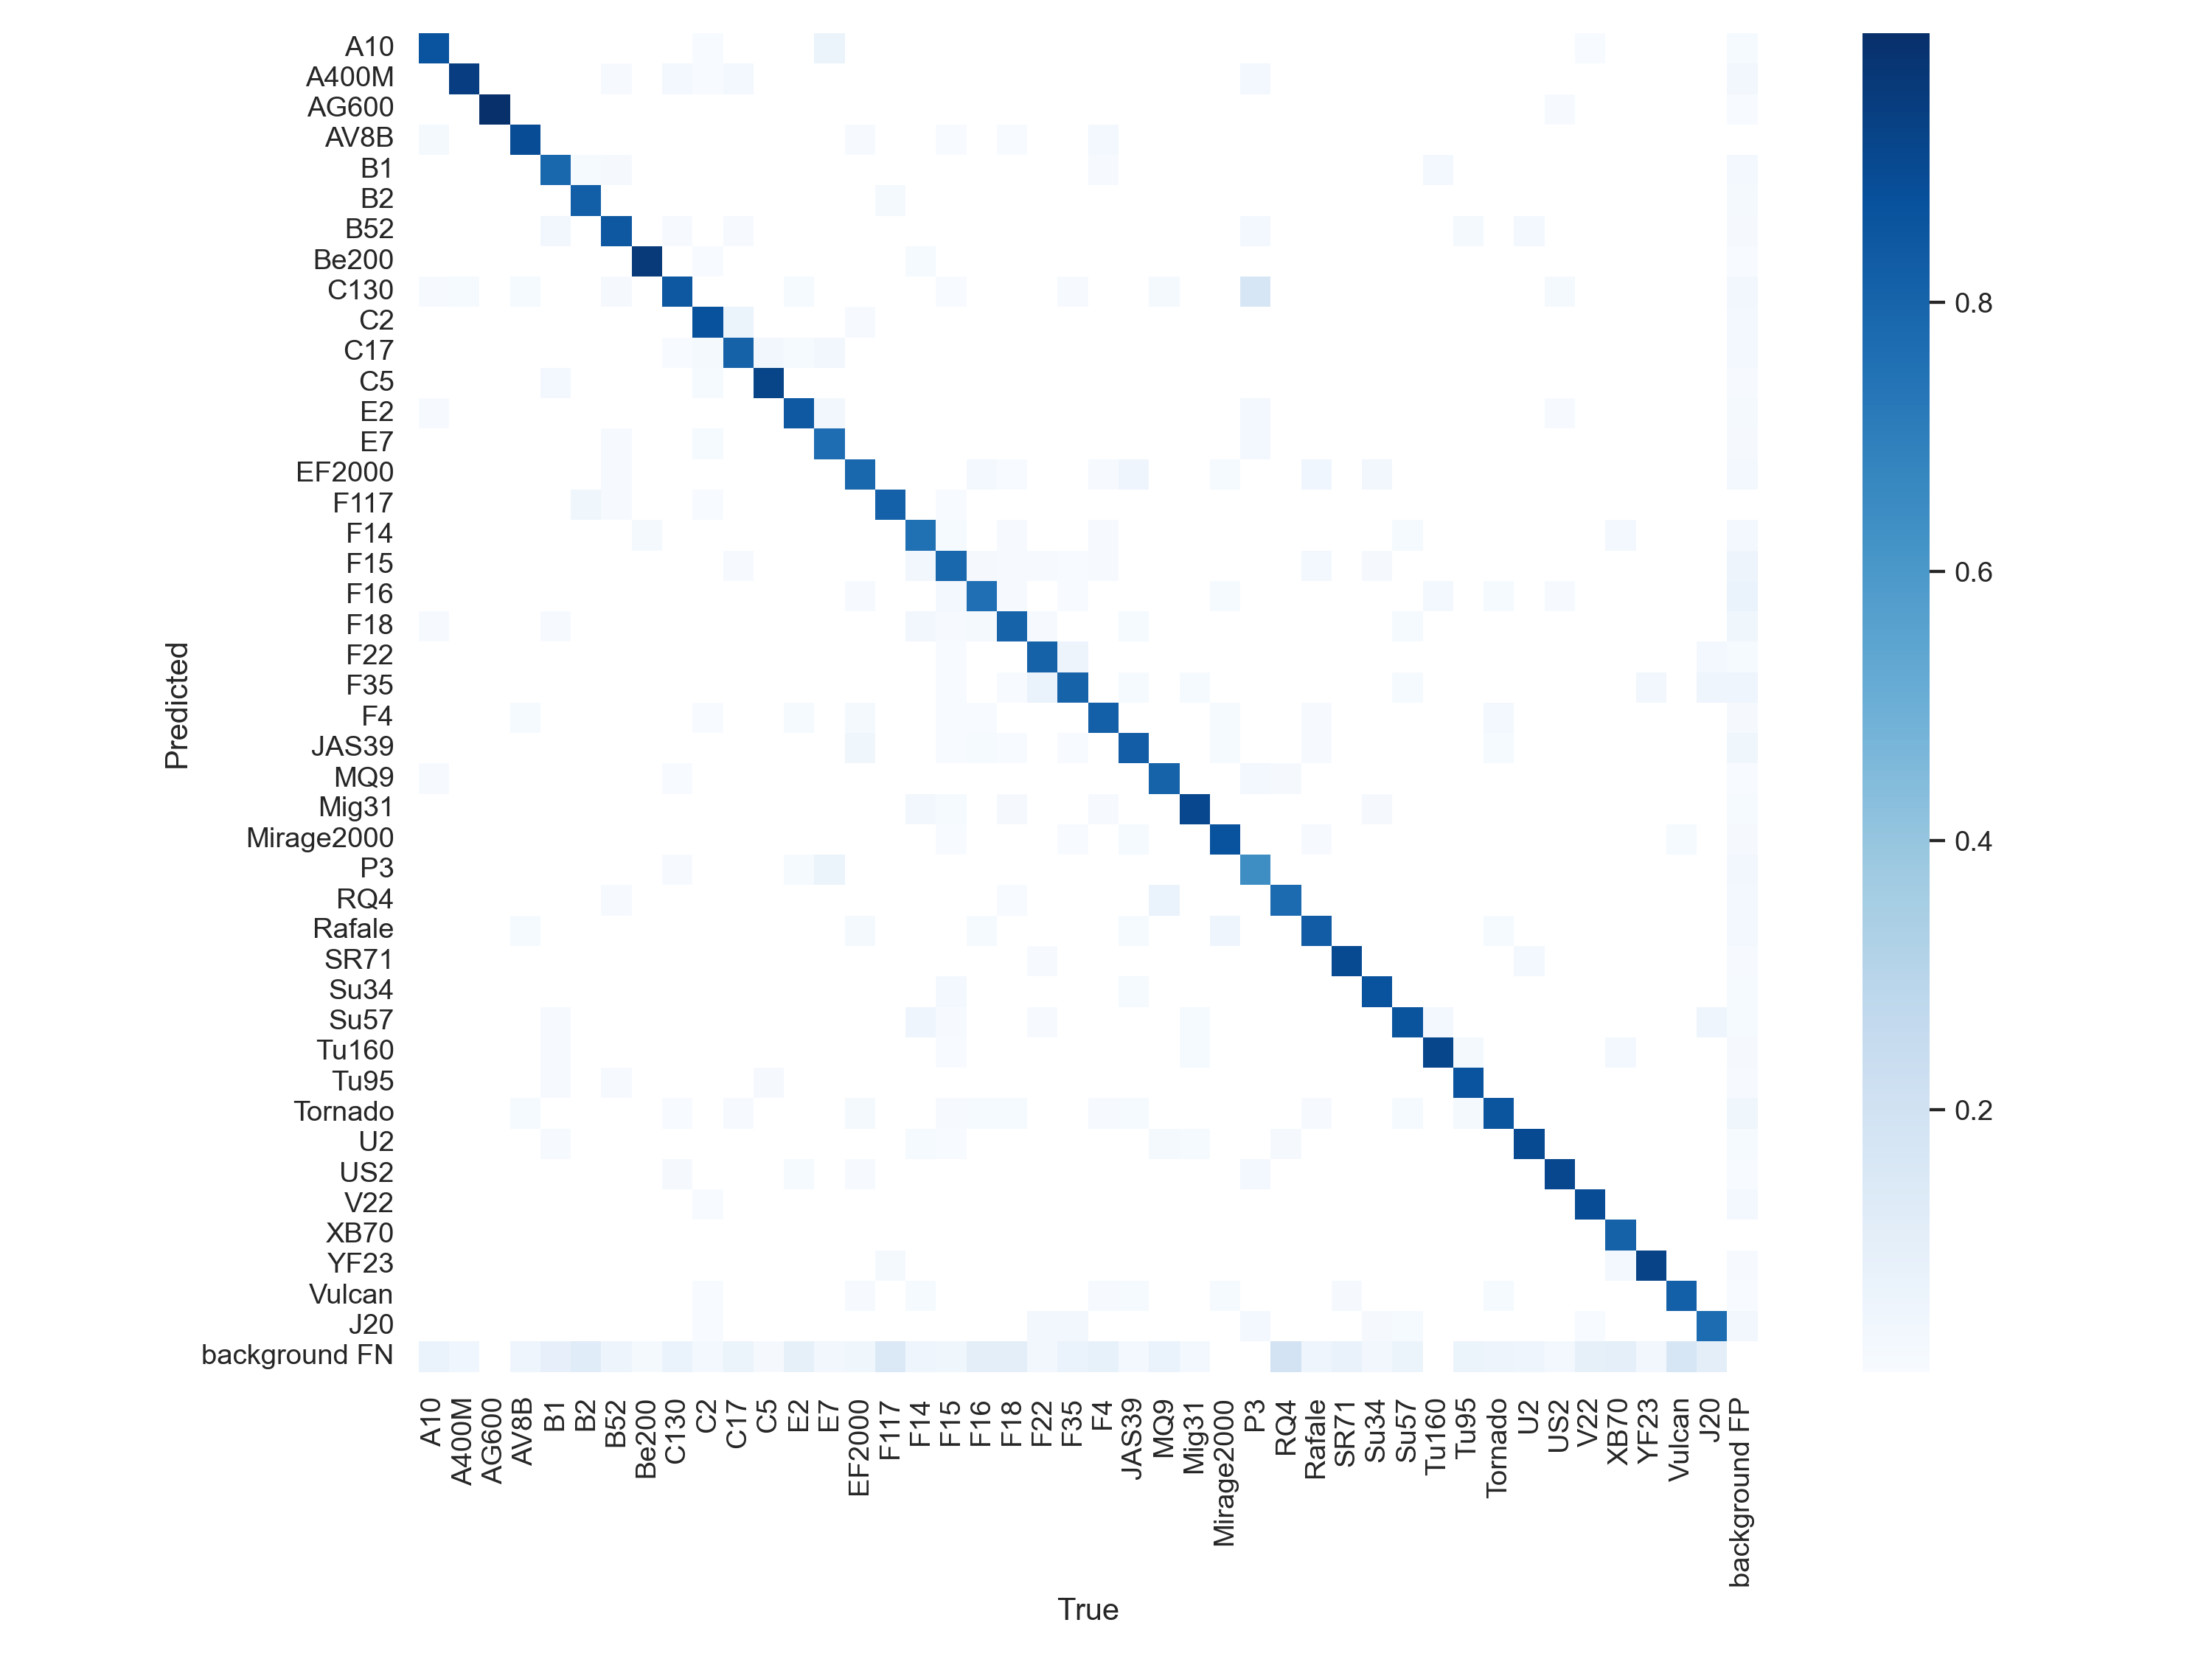 A10
A400M
AG600
AV8B
B1
B2
B52
Be200
C130
C2
C17
C5
E2
E7
EF2000
F117
F14
F15
F16
F18
F22
F35
F4
JAS39
MQ9
Mig31
Mirage2000
P3
RQ4
Rafale
SR71
Su34
Su57
Tu160
Tu95
Tornado
U2
US2
V22
XB70
YF23
Vulcan
J20
background FN
Predicted
A10
A400M
AG600
AV8B
B1
B2
B52
Be200
C130
C2
C17
C5
E2
E7
EF2000
F117
F14
F15
F16
F18
F22
F35
F4
JAS39
MQ9
Mig31
Mirage2000
P3
RQ4
Rafale
SR71
Su34
Su57
Tu160
Tu95
Tornado
U2
US2
V22
XB70
YF23
Vulcan
J20
background FP
True
0.8
0.6
0.4
0.2